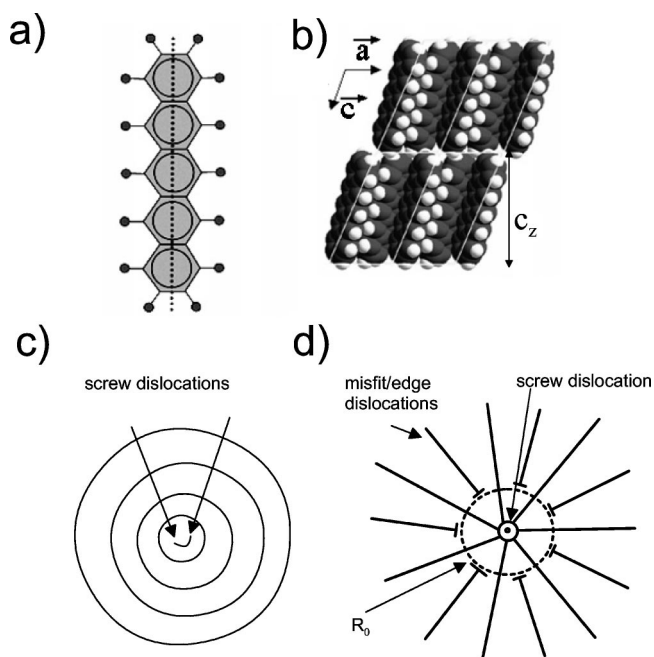 a)
b)
a
c
c_z
c)
screw dislocations
d)
misfit/edge
dislocations
screw dislocation
R_0